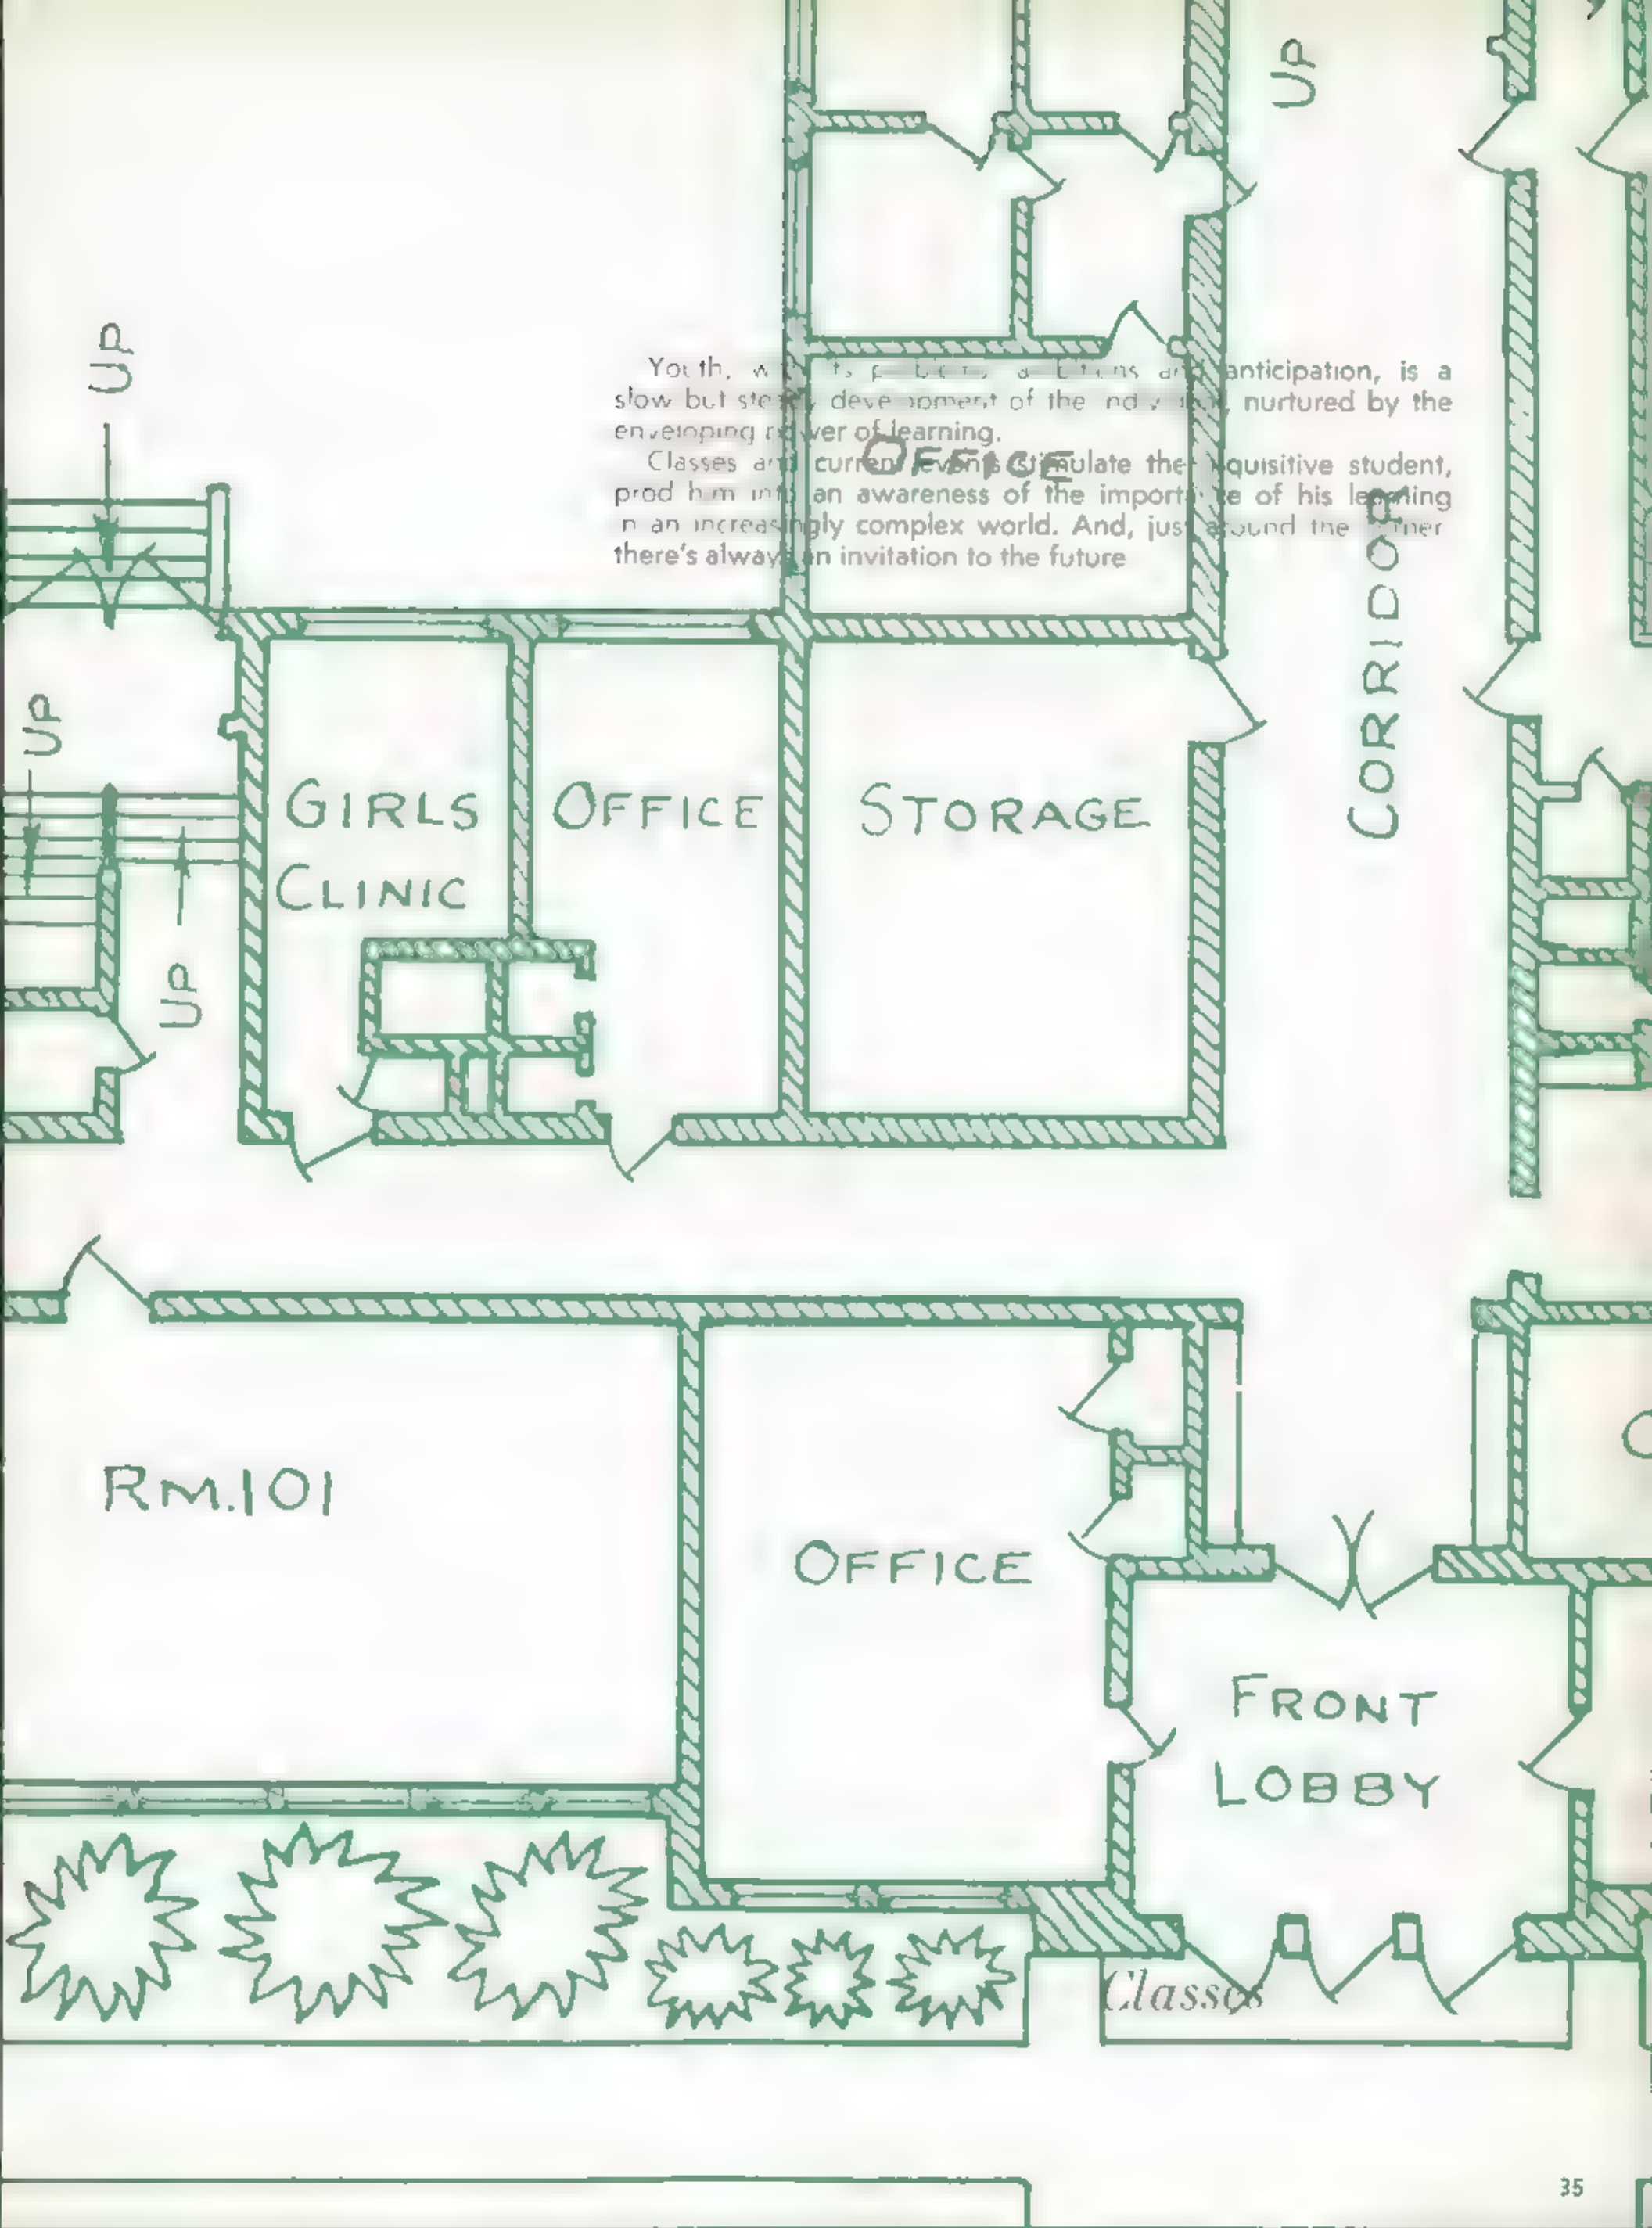 UP
UP
Youth, with its problems, ambitions and anticipation, is a
slow but steady development of the individual, nurtured by the
enveloping power of learning.
OFFICE
Classes and current events stimulate the inquisitive student,
prod him into an awareness of the importance of his learning
in an increasingly complex world. And, just around the corner
there's always an invitation to the future
CORRIDOR
UP
GIRLS
CLINIC
OFFICE
STORAGE
UP
RM.101
OFFICE
FRONT
LOBBY
Classes
35